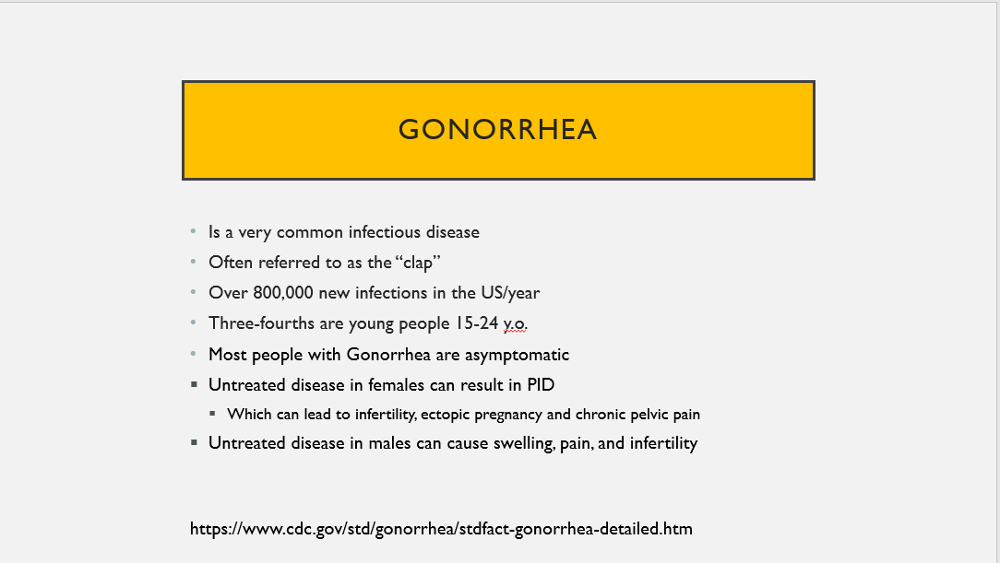 GONORRHEA
• Is a very common infectious disease
• Often referred to as the “clap”
• Over 800,000 new infections in the US/year
• Three-fourths are young people 15-24 y.o.
• Most people with Gonorrhea are asymptomatic
▪ Untreated disease in females can result in PID
▪ Which can lead to infertility, ectopic pregnancy and chronic pelvic pain
▪ Untreated disease in males can cause swelling, pain, and infertility
https://www.cdc.gov/std/gonorrhea/stdfact-gonorrhea-detailed.htm